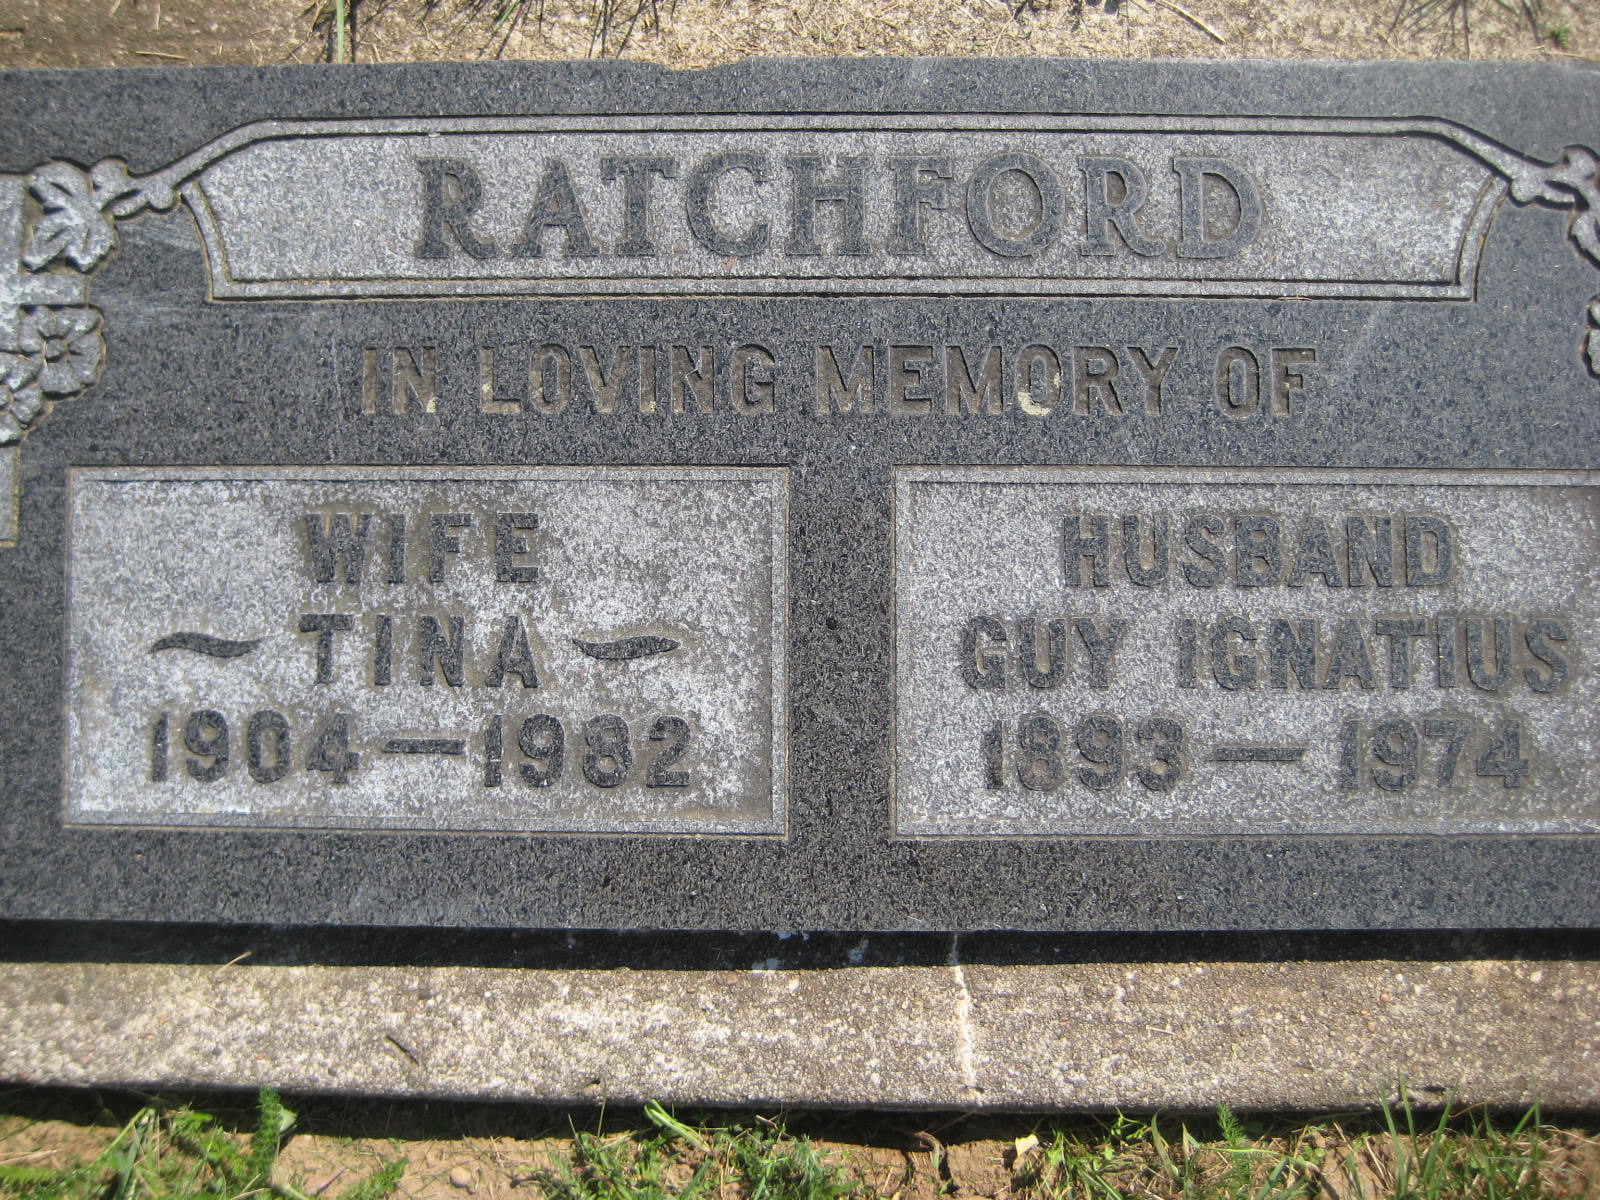 RATCHFORD
IN LOVING MEMORY OF
WIFE
TINA
1904 — 1982
HUSBAND
GUY IGNATIUS
1893 — 1974